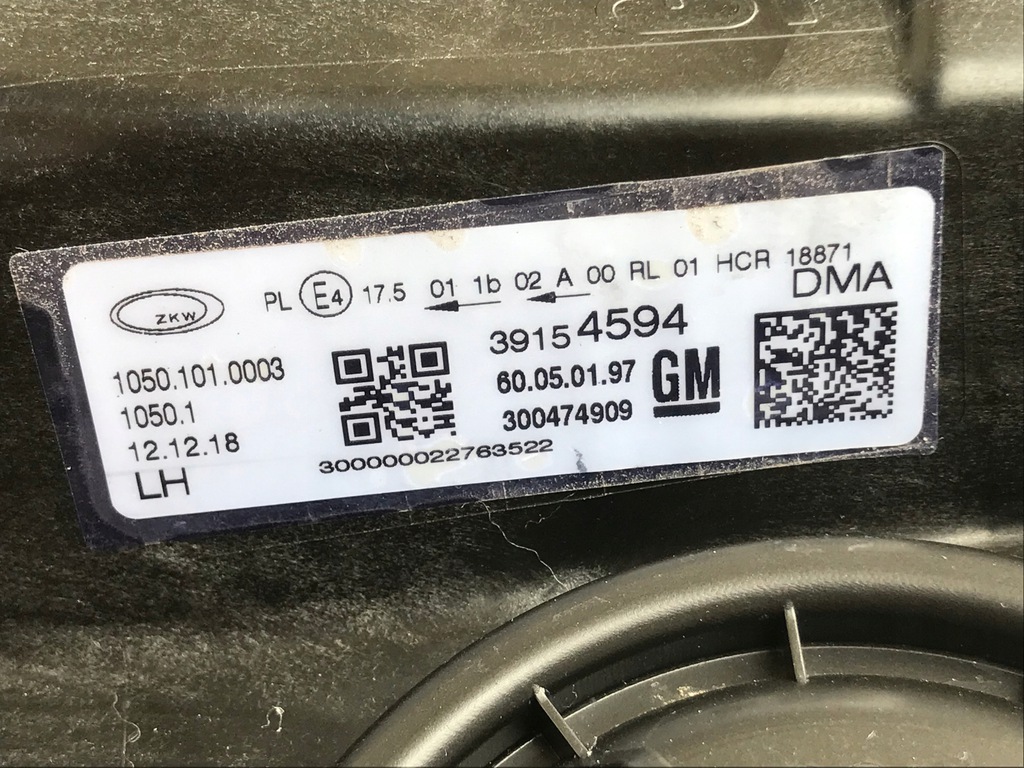 PL E4 17.5 01 1b 02 A 00 RL 01 HCR 18871
DMA
ZKW
39154594
1050.101.0003
60.05.01.97
GM
1050.1
300474909
12.12.18
300000022763522
LH